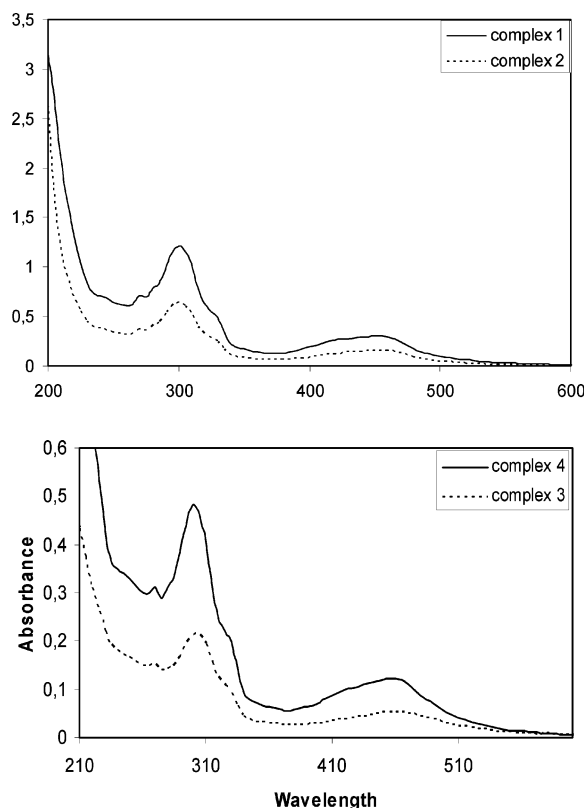 3,5
complex 1
complex 2
3
2,5
2
1,5
1
0,5
0
200 300 400 500 600
0,6
complex 4
complex 3
0,5
0,4
0,3
0,2
0,1
0
Absorbance
210 310 410 510
Wavelength